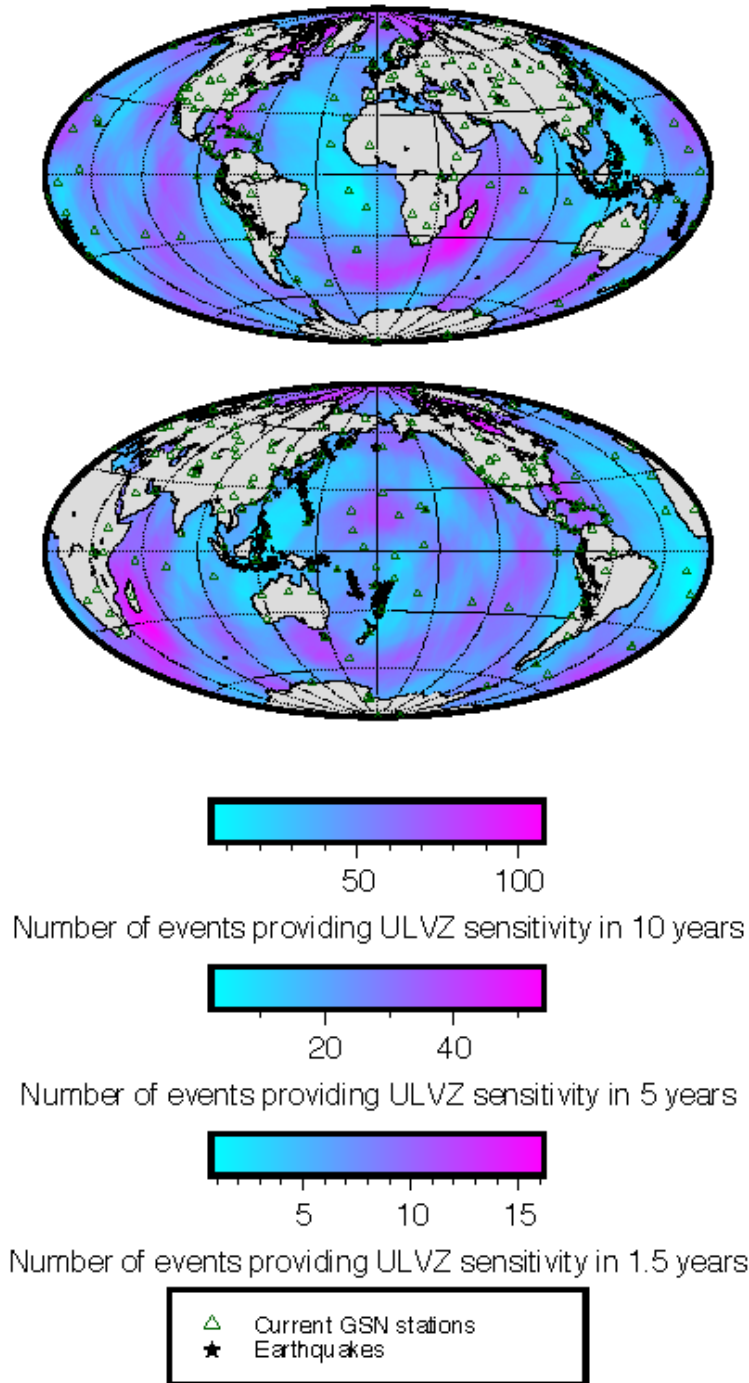 50 100
Number of events providing ULVZ sensitivity in 10 years
20 40
Number of events providing ULVZ sensitivity in 5 years
5 10 15
Number of events providing ULVZ sensitivity in 1.5 years
Current GSN stations
Earthquakes